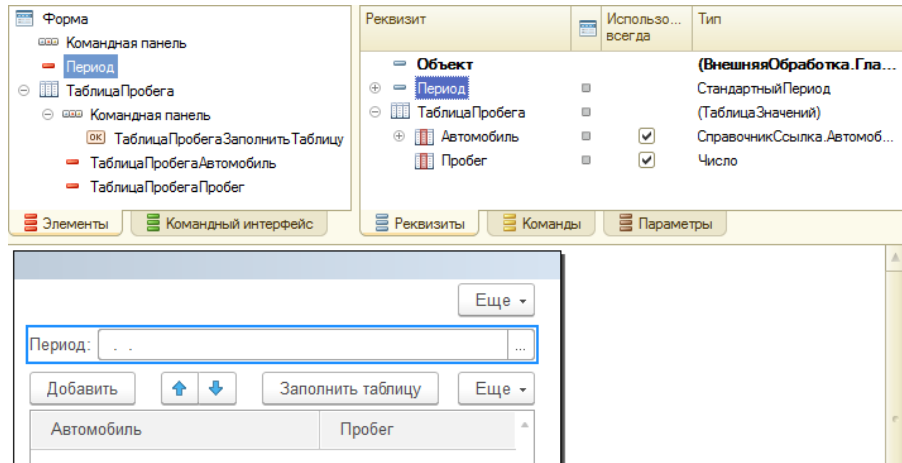 Форма
Командная панель
Период
ТаблицаПробега
Командная панель
OK ТаблицаПробегаЗаполнитьТаблицу
ТаблицаПробегаАвтомобиль
ТаблицаПробегаПробег
Элементы Командный интерфейс
Реквизит Использо... всегда Тип
Объект (ВнешняяОбработка.Гла...
Период СтандартныйПериод
ТаблицаПробега (ТаблицаЗначений)
Автомобиль СправочникСсылка.Автомоб...
Пробег Число
Реквизиты Команды Параметры
Еще
Период: . . ...
Добавить Заполнить таблицу Еще
Автомобиль Пробег